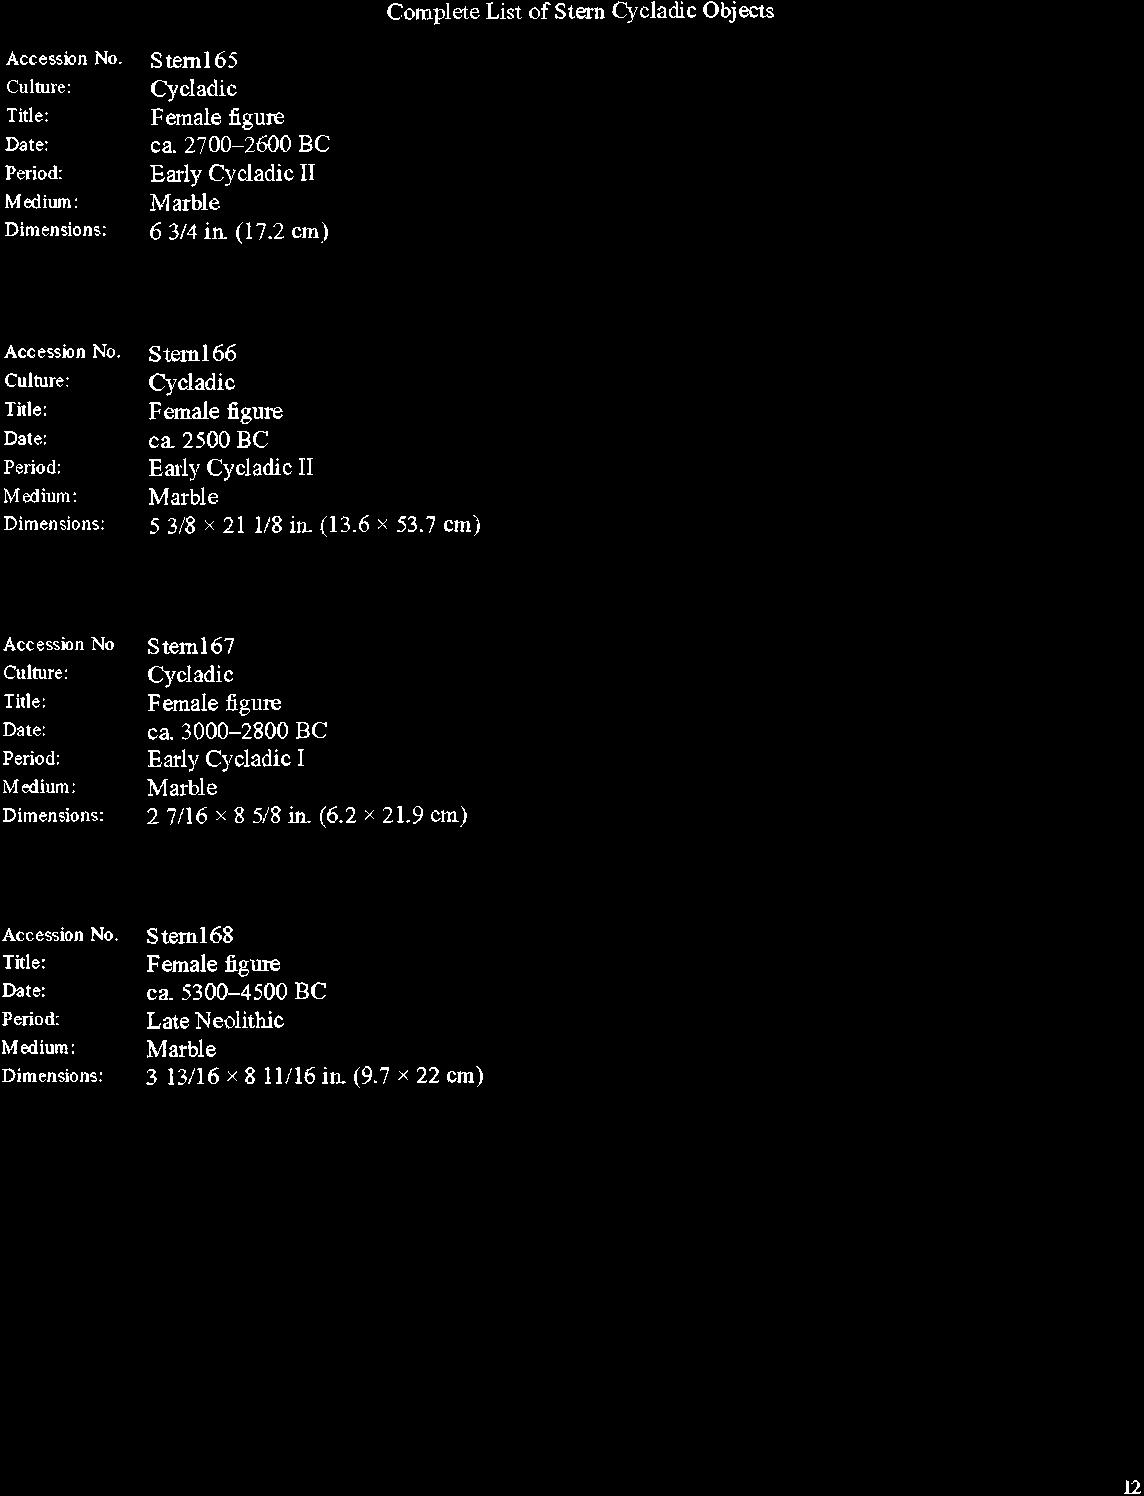 Complete List of Stern Cycladic Objects
Accession No. Stern165
Culture: Cycladic
Title: Female figure
Date: ca. 2700–2600 BC
Period: Early Cycladic II
Medium: Marble
Dimensions: 6 3/4 in. (17.2 cm)
Accession No. Stern166
Culture: Cycladic
Title: Female figure
Date: ca. 2500 BC
Period: Early Cycladic II
Medium: Marble
Dimensions: 5 3/8 × 21 1/8 in. (13.6 × 53.7 cm)
Accession No Stern167
Culture: Cycladic
Title: Female figure
Date: ca. 3000–2800 BC
Period: Early Cycladic I
Medium: Marble
Dimensions: 2 7/16 × 8 5/8 in. (6.2 × 21.9 cm)
Accession No. Stern168
Title: Female figure
Date: ca. 5300–4500 BC
Period: Late Neolithic
Medium: Marble
Dimensions: 3 13/16 × 8 11/16 in. (9.7 × 22 cm)
12